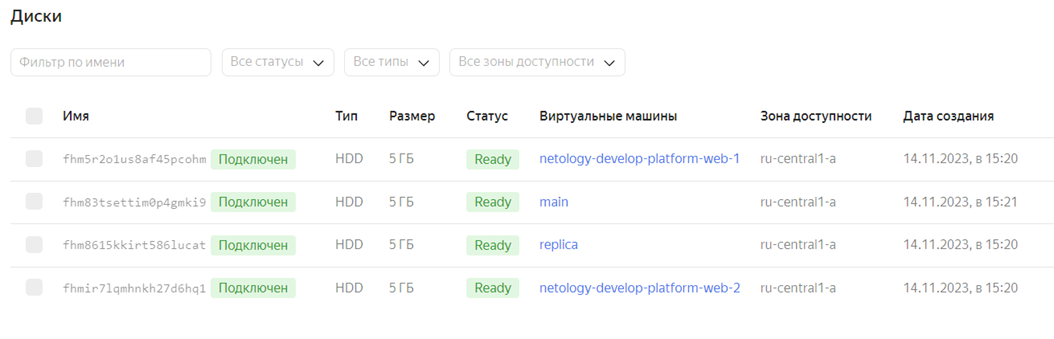 Диски
Фильтр по имени Все статусы Все типы Все зоны доступности
Имя Тип Размер Статус Виртуальные машины Зона доступности Дата создания
fhm5r2o1us8af45pcohm Подключен HDD 5 ГБ Ready netology-develop-platform-web-1 ru-central1-a 14.11.2023, в 15:20
fhm83tsettim0p4gmki9 Подключен HDD 5 ГБ Ready main ru-central1-a 14.11.2023, в 15:21
fhm8615kkirt586lucat Подключен HDD 5 ГБ Ready replica ru-central1-a 14.11.2023, в 15:20
fhmir7lqmhnkh27d6hq1 Подключен HDD 5 ГБ Ready netology-develop-platform-web-2 ru-central1-a 14.11.2023, в 15:20